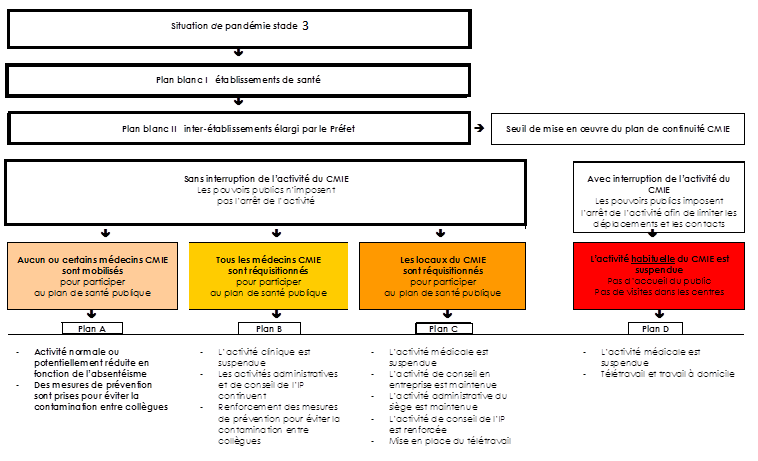 Situation de pandémie stade 3
Plan blanc I établissements de santé
Plan blanc II inter-établissements élargi par le Préfet
Seuil de mise en œuvre du plan de continuité CMIE
Sans interruption de l'activité du CMIE
Les pouvoirs publics n'imposent
pas l'arrêt de l'activité
Avec interruption de l'activité du
CMIE
Les pouvoirs publics imposent
l'arrêt de l'activité afin de limiter les
déplacements et les contacts
Aucun ou certains médecins CMIE
sont mobilisés
pour participer
au plan de santé publique
Tous les médecins CMIE
sont réquisitionnés
pour participer
au plan de santé publique
Les locaux du CMIE
sont réquisitionnés
pour participer
au plan de santé publique
L'activité habituelle du CMIE est
suspendue
Pas d'accueil du public
Pas de visites dans les centres
Plan A
- Activité normale ou
potentiellement réduite en
fonction de l'absentéisme
- Des mesures de prévention
sont prises pour éviter la
contamination entre collègues
Plan B
- L'activité clinique est
suspendue
- Les activités administratives
et de conseil de l'IP
continuent
- Renforcement des mesures
de prévention pour éviter la
contamination entre
collègues
Plan C
- L'activité médicale est
suspendue
- L'activité de conseil en
entreprise est maintenue
- L'activité administrative du
siège est maintenue
- L'activité de conseil de l'IP
est renforcée
- Mise en place du télétravail
Plan D
- L'activité médicale est
suspendue
- Télétravail et travail à domicile